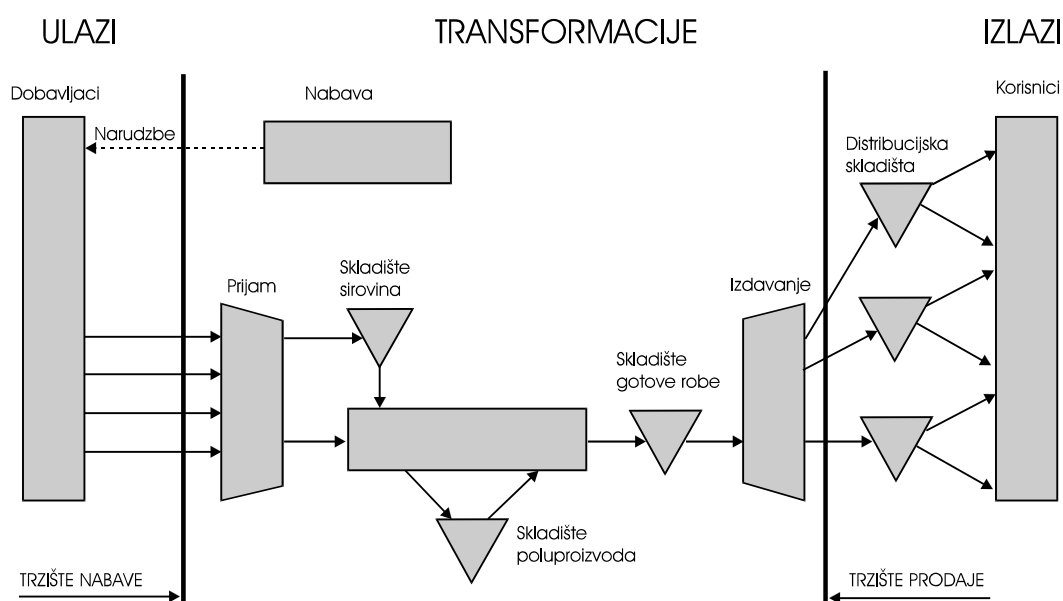 ULAZI
TRANSFORMACIJE
IZLAZI
Dobavljaci
Nabava
Korisnici
Narudzbe
Distribucijska
skladišta
Skladište
sirovina
Prijam
Izdavanje
Skladište
gotove robe
Skladište
poluproizvoda
TRZIŠTE NABAVE
TRZIŠTE PRODAJE